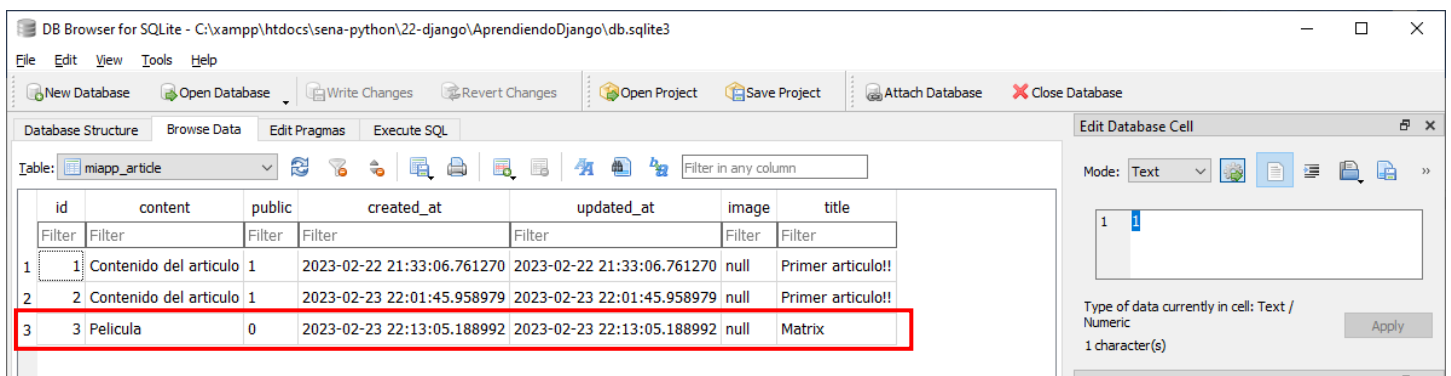 DB Browser for SQLite - C:\xampp\htdocs\sena-python\22-django\AprendiendoDjango\db.sqlite3
File Edit View Tools Help
New Database Open Database Write Changes Revert Changes Open Project Save Project Attach Database Close Database
Database Structure Browse Data Edit Pragmas Execute SQL
Table: miapp_article Filter in any column
id content public created_at updated_at image title
Filter Filter Filter Filter Filter Filter Filter
1 1 Contenido del articulo 1 2023-02-22 21:33:06.761270 2023-02-22 21:33:06.761270 null Primer articulo!!
2 2 Contenido del articulo 1 2023-02-23 22:01:45.958979 2023-02-23 22:01:45.958979 null Primer articulo!!
3 3 Pelicula 0 2023-02-23 22:13:05.188992 2023-02-23 22:13:05.188992 null Matrix
Edit Database Cell
Mode: Text
1 1
Type of data currently in cell: Text /
Numeric
Apply
1 character(s)